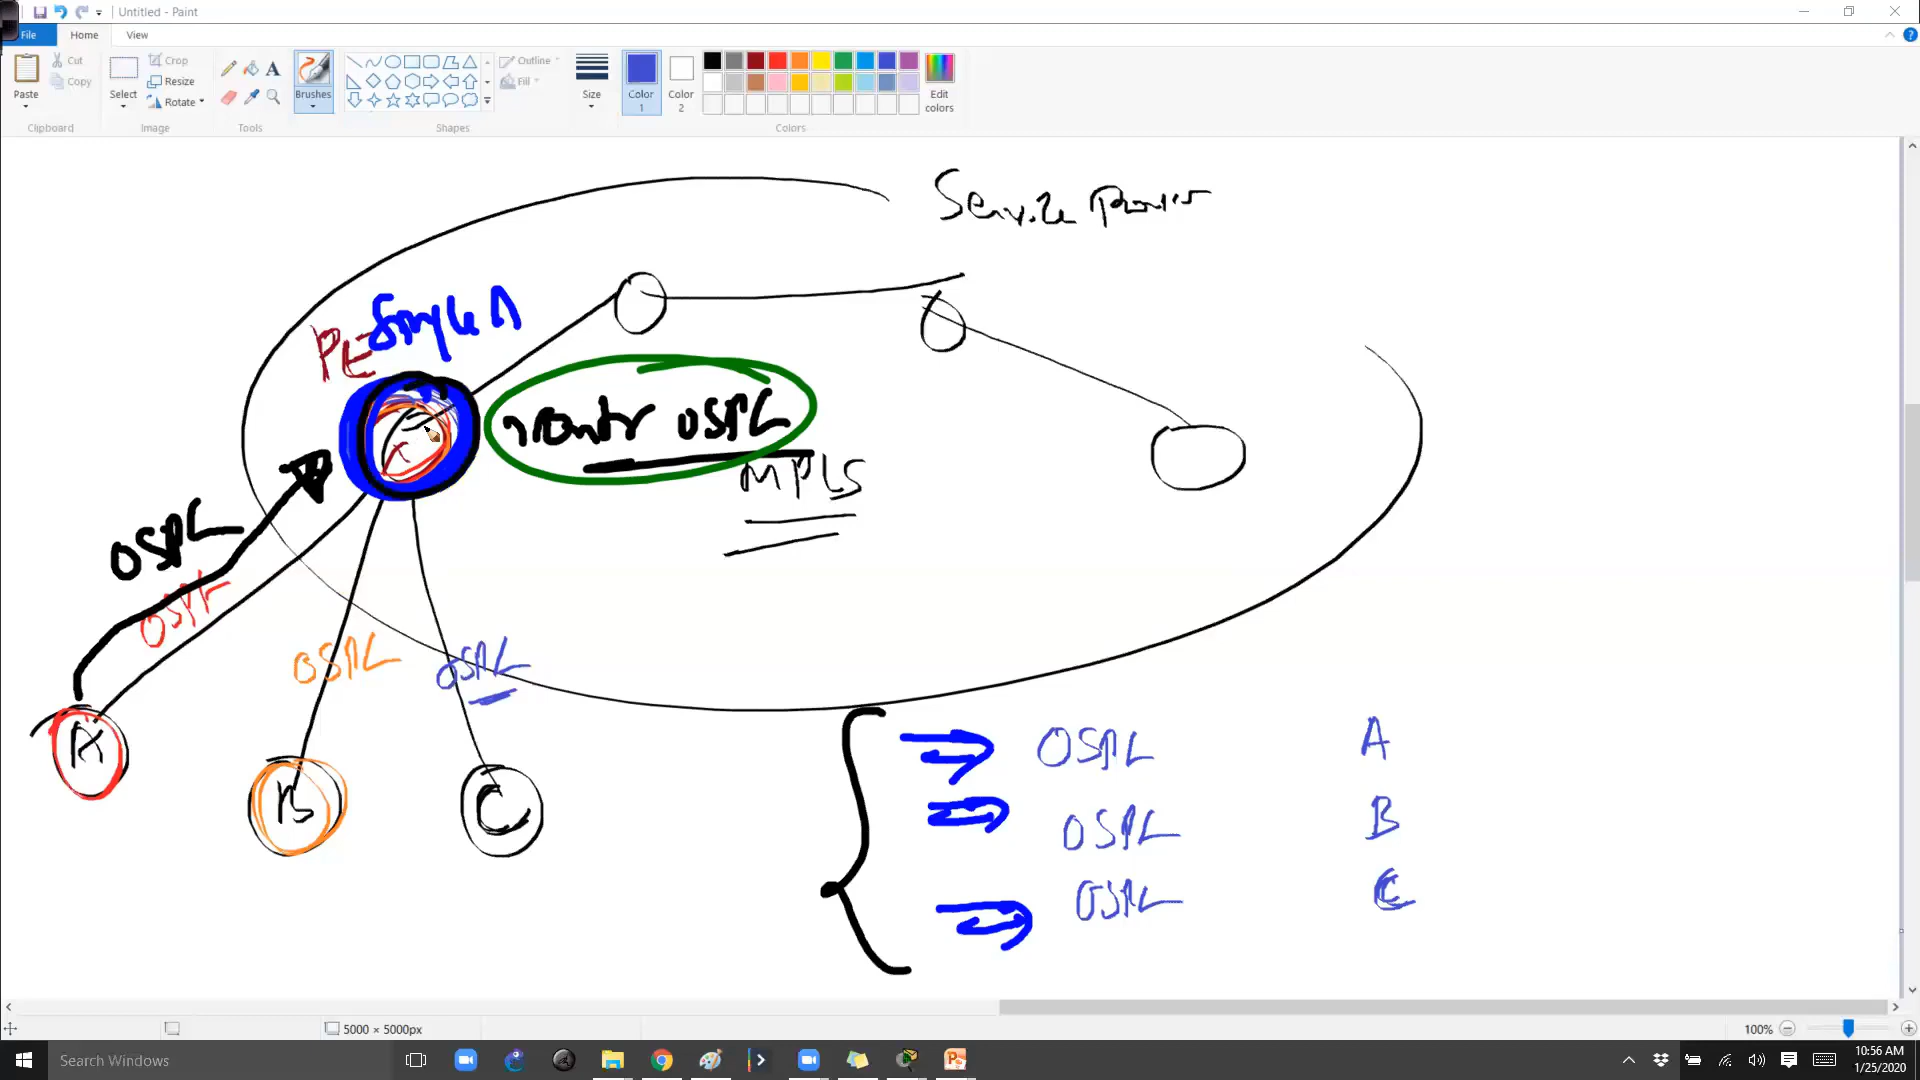 Untitled - Paint
File
Home
View
Paste
Cut
Copy
Clipboard
Select
Crop
Resize
Rotate
Image
Tools
Brushes
Shapes
Outline
Fill
Size
Color
1
Color
2
Edit
colors
Colors
Service
PE
Single A
OSPF
MPLS
OSPF
OSPF
OSPF
OSPF
A
B
C
OSPF A
OSPF B
OSPF C
5000 × 5000px
100%
Search Windows
10:56 AM
1/25/2020